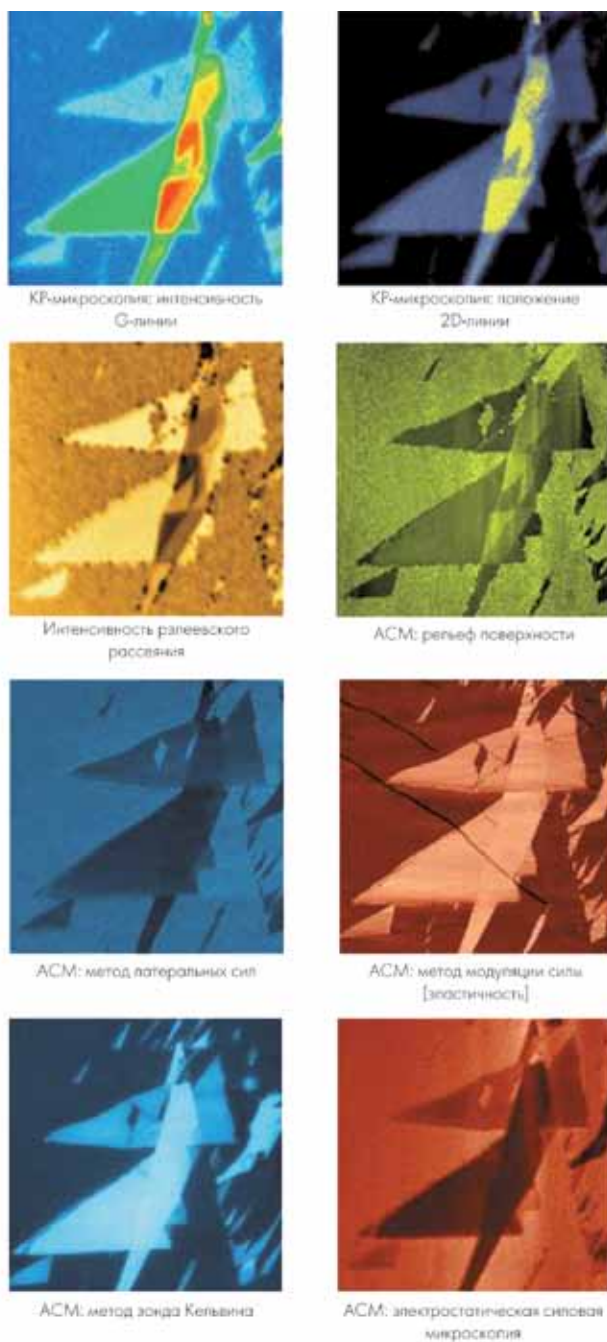 КР-микроскопия: интенсивность
G-линии
КР-микроскопия: положение
2D-линии
Интенсивность рэлеевского
рассеяния
АСМ: рельеф поверхности
АСМ: метод латеральных сил
АСМ: метод модуляции силы
[эластичность]
АСМ: метод зонда Кельвина
АСМ: электростатическая силовая
микроскопия